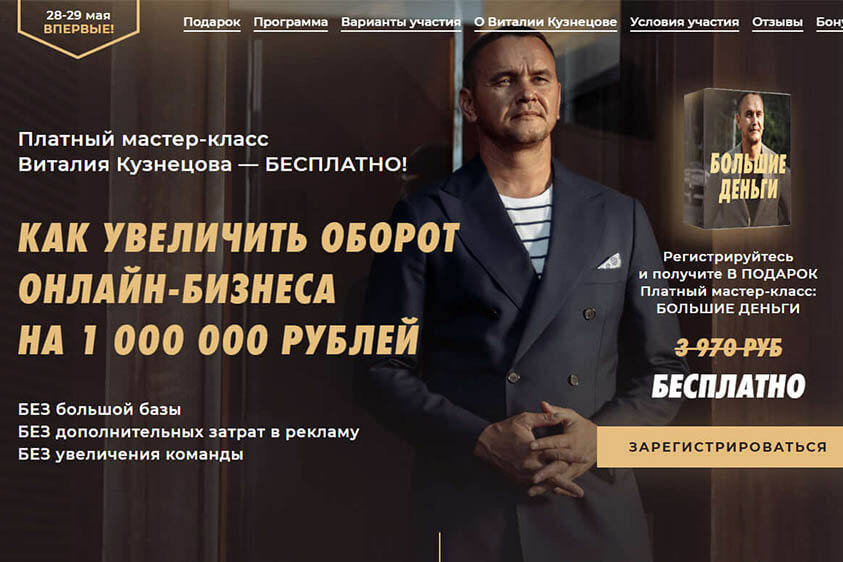 28-29 мая
ВПЕРВЫЕ!
Подарок Программа Варианты участия О Виталии Кузнецове Условия участия Отзывы
Платный мастер-класс
Виталия Кузнецова — БЕСПЛАТНО!
КАК УВЕЛИЧИТЬ ОБОРОТ
ОНЛАЙН-БИЗНЕСА
НА 1 000 000 РУБЛЕЙ
БЕЗ большой базы
БЕЗ дополнительных затрат в рекламу
БЕЗ увеличения команды
БОЛЬШИЕ
ДЕНЬГИ
Регистрируйтесь
и получите В ПОДАРОК
Платный мастер-класс:
БОЛЬШИЕ ДЕНЬГИ
3 970 РУБ
БЕСПЛАТНО
ЗАРЕГИСТРИРОВАТЬСЯ